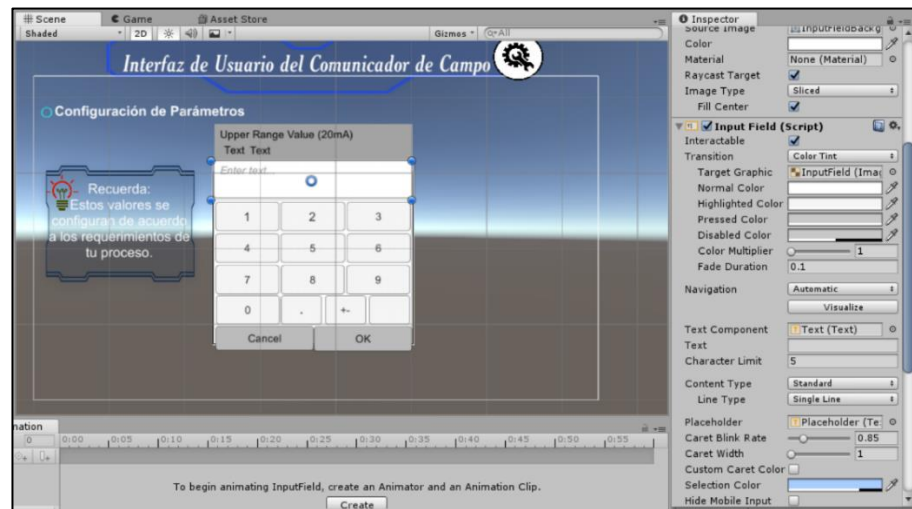 Scene
Game
Asset Store
Shaded
2D
Gizmos
All
Interfaz de Usuario del Comunicador de Campo
Configuración de Parámetros
Upper Range Value (20mA)
Text Text
Enter text...
Recuerda:
Estos valores se
configuran de acuerdo
a los requerimientos de
tu proceso.
1 2 3
4 5 6
7 8 9
0 . +-
Cancel OK
Inspector
Source Image InputFieldBackg
Color
Material None (Material)
Raycast Target
Image Type Sliced
Fill Center
Input Field (Script)
Interactable
Transition Color Tint
Target Graphic InputField (Imag
Normal Color
Highlighted Color
Pressed Color
Disabled Color
Color Multiplier 1
Fade Duration 0.1
Navigation Automatic
Visualize
Text Component Text (Text)
Text
Character Limit 5
Content Type Standard
Line Type Single Line
Placeholder Placeholder (Te
Caret Blink Rate 0.85
Caret Width 1
Custom Caret Color
Selection Color
Hide Mobile Input
nation
0 0:00 0:05 0:10 0:15 0:20 0:25 0:30 0:35 0:40 0:45 0:50 0:55
To begin animating InputField, create an Animator and an Animation Clip.
Create